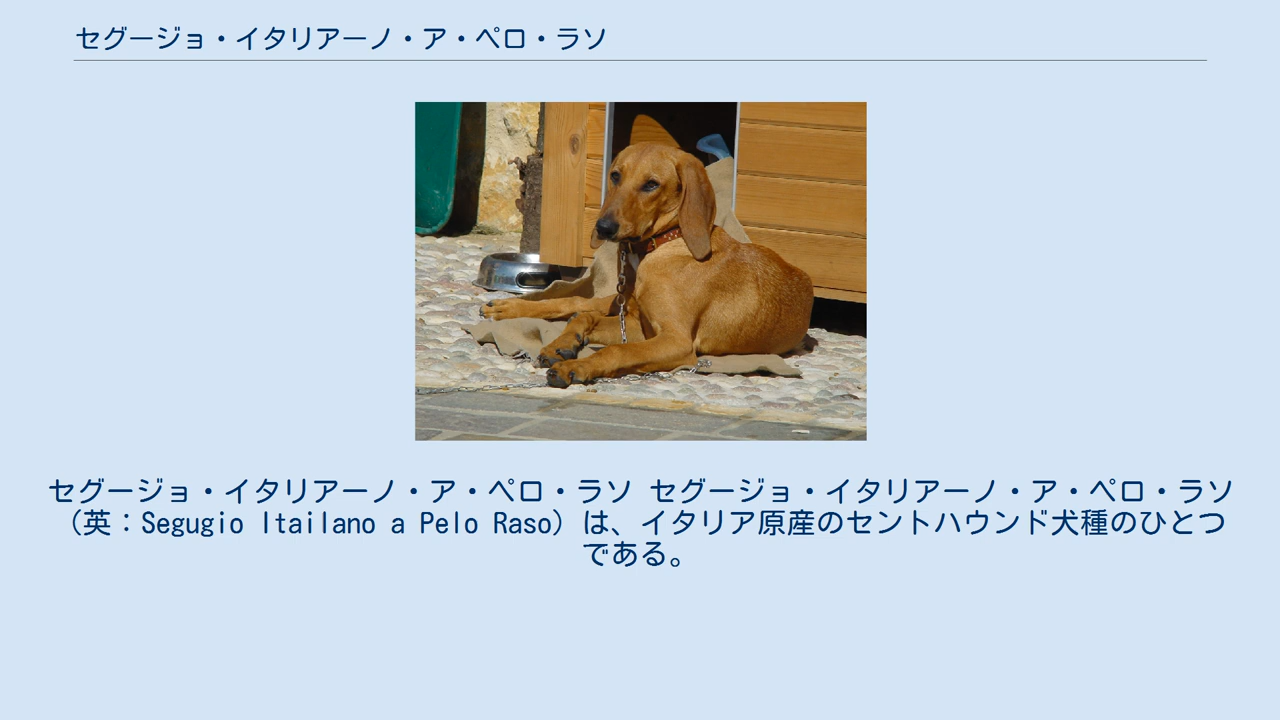 セグージョ・イタリアーノ・ア・ペロ・ラソ
セグージョ・イタリアーノ・ア・ペロ・ラソ セグージョ・イタリアーノ・ア・ペロ・ラソ
（英：Segugio Itailano a Pelo Raso）は、イタリア原産のセントハウンド犬種のひとつ
である。